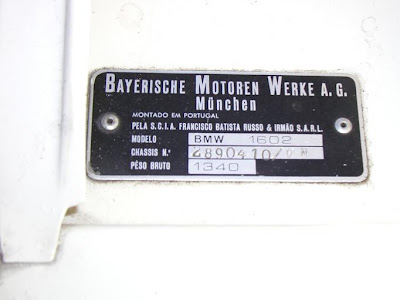 BAYERISCHE MOTOREN WERKE A.G.
München
MONTADO EM PORTUGAL
PELA S.C.I.A. FRANCISCO BATISTA RUSSO & IRMÃO S.A.R.L.
MODELO BMW 1602
CHASSIS N.º
PÊSO BRUTO 1340